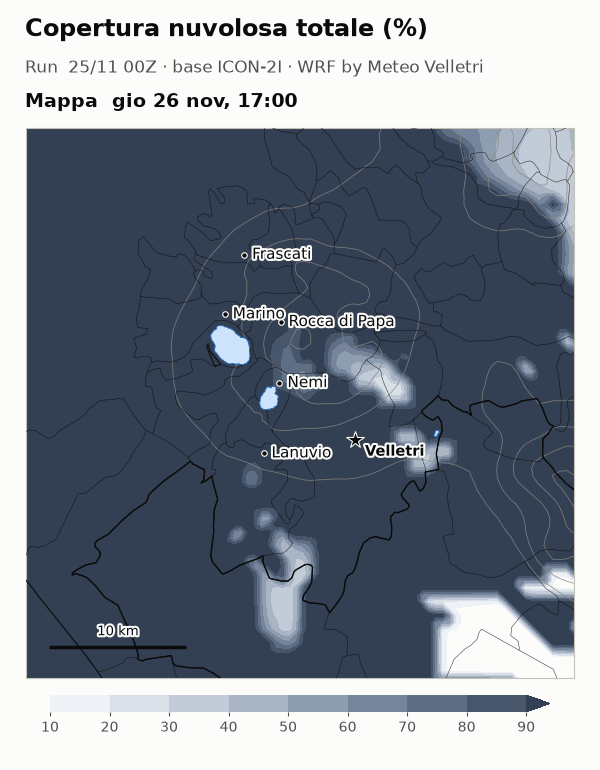 Copertura nuvolosa totale (%)
Run  25/11 00Z · base ICON-2I · WRF by Meteo Velletri
Mappa  gio 26 nov, 17:00
Frascati
Marino
Rocca di Papa
Nemi
Velletri
Lanuvio
10 km
10 20 30 40 50 60 70 80 90